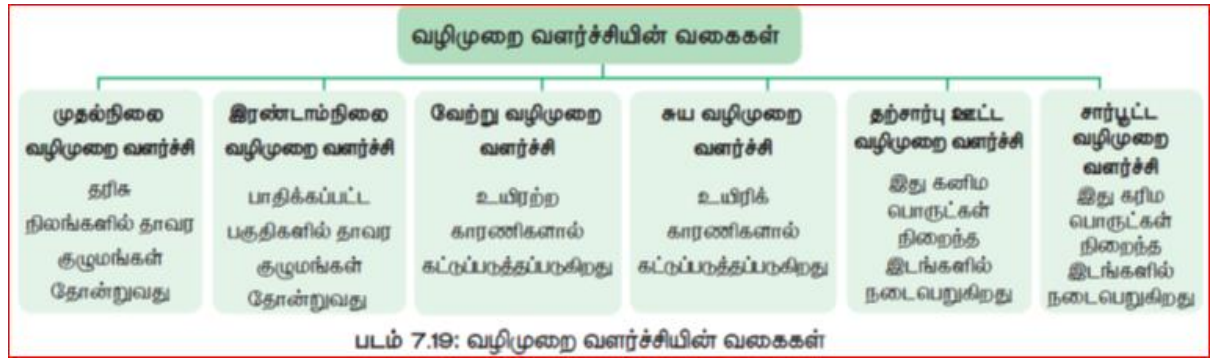 வழிமுறை வளர்ச்சியின் வகைகள்
முதல்நிலை
வழிமுறை வளர்ச்சி
தரிசு
நிலங்களில் தாவர
குழுமங்கள்
தோன்றுவது
இரண்டாம்நிலை
வழிமுறை வளர்ச்சி
பாதிக்கப்பட்ட
பகுதிகளில் தாவர
குழுமங்கள்
தோன்றுவது
வேற்று வழிமுறை
வளர்ச்சி
உயிரற்ற
காரணிகளால்
கட்டுப்படுத்தப்படுகிறது
சுய வழிமுறை
வளர்ச்சி
உயிரிக்
காரணிகளால்
கட்டுப்படுத்தப்படுகிறது
தற்சார்பு ஊட்ட
வழிமுறை வளர்ச்சி
இது கனிம
பொருட்கள்
நிறைந்த
இடங்களில்
நடைபெறுகிறது
சார்பூட்ட
வழிமுறை
வளர்ச்சி
இது கரிம
பொருட்கள்
நிறைந்த
இடங்களில்
நடைபெறுகிறது
படம் 7.19: வழிமுறை வளர்ச்சியின் வகைகள்